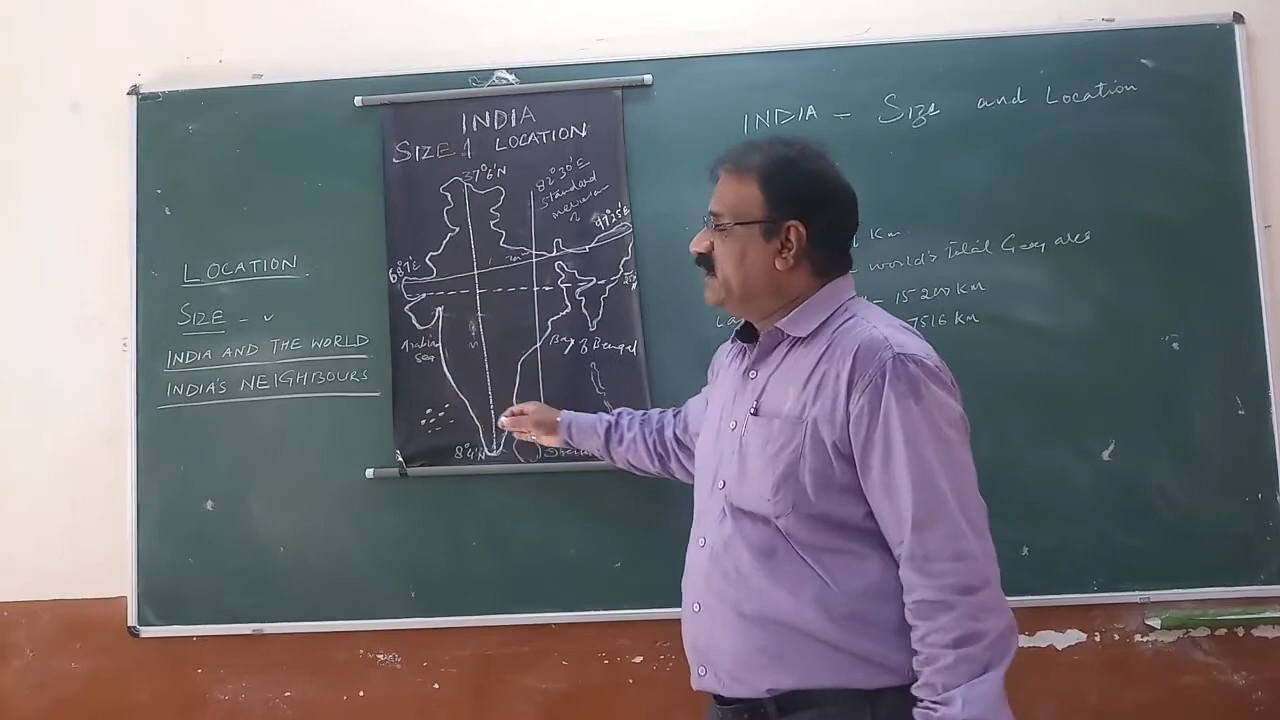 LOCATION
SIZE -
INDIA AND THE WORLD
INDIA'S NEIGHBOURS
INDIA
SIZE LOCATION
37°6'N
82°30'E
Standard
meridian
97°25'E
68°7'E
Arabian
Sea
Bay of Bengal
8°4'N
INDIA - Size and Location
Km.
world's Total Geog area
- 15200 KM
7516 KM